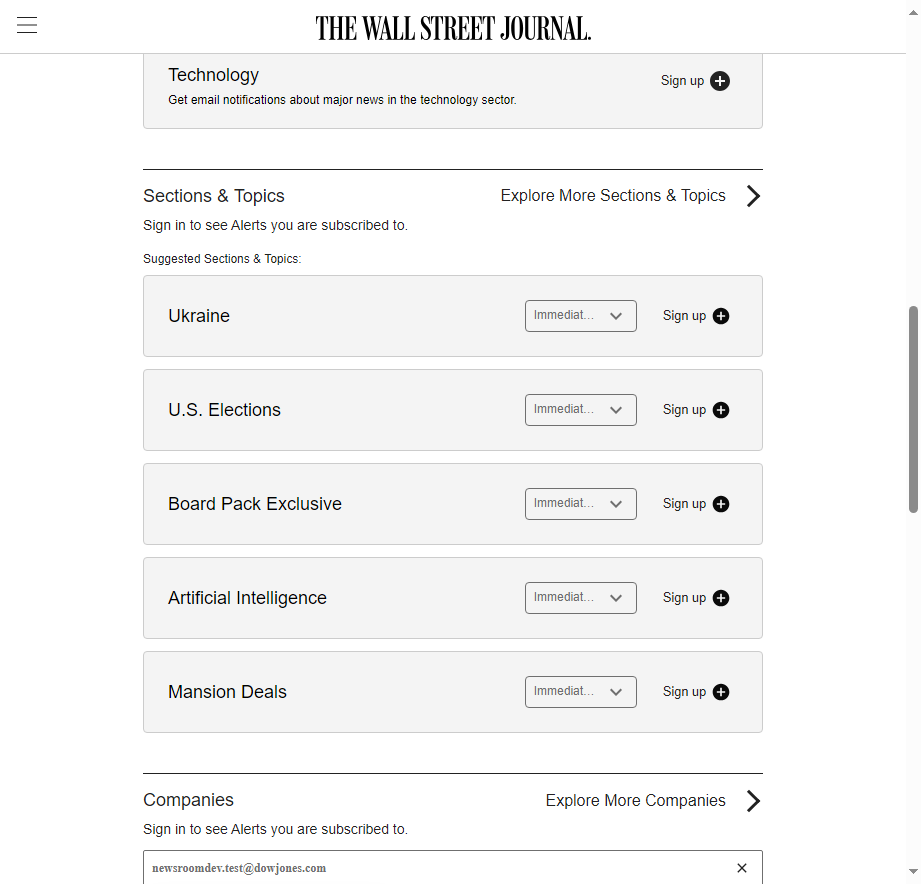 THE WALL STREET JOURNAL.
Technology
Sign up
Get email notifications about major news in the technology sector.
Sections & Topics
Explore More Sections & Topics
Sign in to see Alerts you are subscribed to.
Suggested Sections & Topics:
Ukraine
Immediat...
Sign up
U.S. Elections
Immediat...
Sign up
Board Pack Exclusive
Immediat...
Sign up
Artificial Intelligence
Immediat...
Sign up
Mansion Deals
Immediat...
Sign up
Companies
Explore More Companies
Sign in to see Alerts you are subscribed to.
newsroomdev.test@dowjones.com